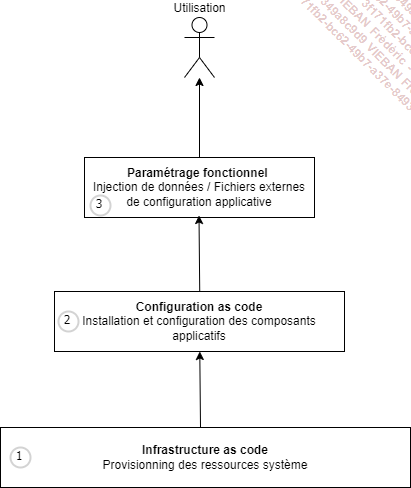 Utilisation
Paramétrage fonctionnel
Injection de données / Fichiers externes
de configuration applicative
3
Configuration as code
2
Installation et configuration des composants
applicatifs
Infrastructure as code
1
Provisionning des ressources système